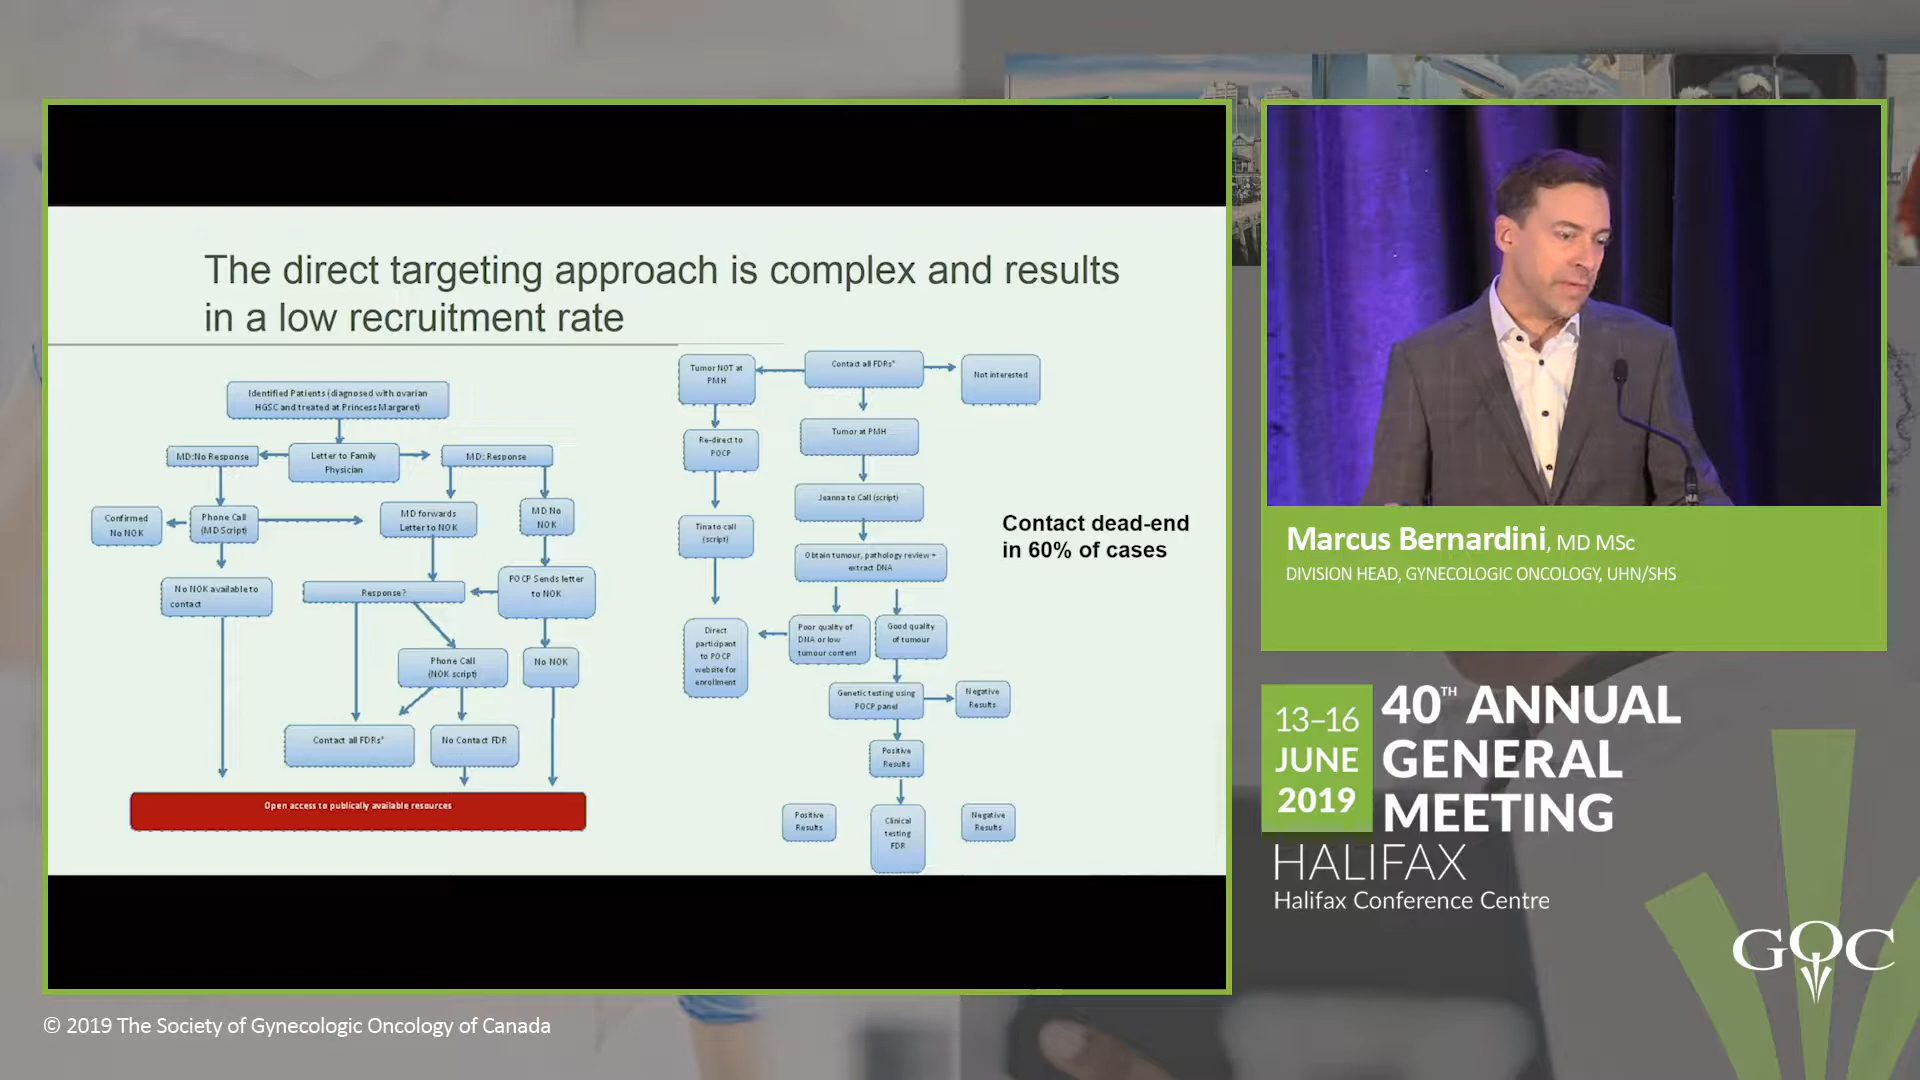 The direct targeting approach is complex and results
in a low recruitment rate
Identified Patients (diagnosed with ovarian
HGSC and treated at Princess Margaret)
MD:No Response
Letter to Family
Physician
MD: Response
Confirmed
No NOK
Phone Call
(MD Script)
MD forwards
Letter to NOK
MD No
NOK
No NOK available to
contact
Response?
POCP Sends letter
to NOK
Phone Call
(NOK script)
No NOK
Contact all FDRs*
No Contact FDR
Open access to publically available resources
Tumor NOT at
PMH
Contact all FDRs*
Not interested
Re-direct to
POCP
Tumor at PMH
Jeanna to Call (script)
Tina to call
(script)
Obtain tumour, pathology review +
extract DNA
Direct
participant
to POCP
website for
enrollment
Poor quality of
DNA or low
tumour content
Good quality
of tumour
Genetic testing using
POCP panel
Negative
Results
Positive
Results
Positive
Results
Clinical
testing
FDR
Negative
Results
Contact dead-end
in 60% of cases
Marcus Bernardini, MD MSc
DIVISION HEAD, GYNECOLOGIC ONCOLOGY, UHN/SHS
13–16
JUNE
2019
40TH ANNUAL
GENERAL
MEETING
HALIFAX
Halifax Conference Centre
GOC
© 2019 The Society of Gynecologic Oncology of Canada